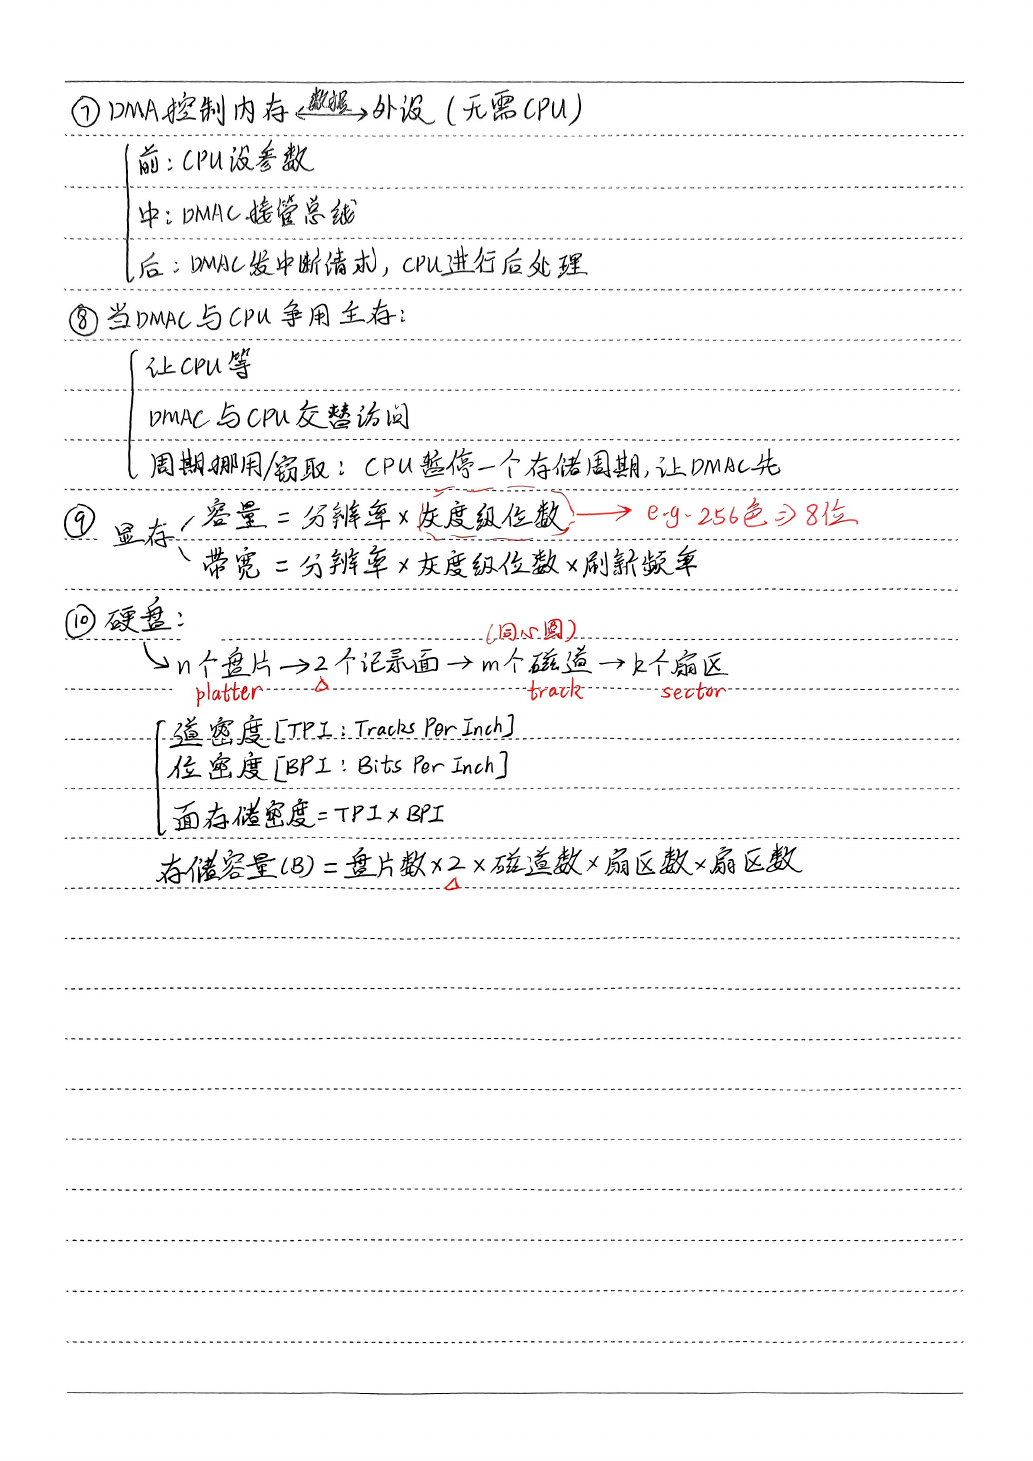 ⑦ DMA控制内存 ←数据→ 外设 (无需CPU)
前: CPU设参数
中: DMAC接管总线
后: DMAC发中断请求, CPU进行后处理
⑧ 当DMAC与CPU争用主存:
让CPU等
DMAC与CPU交替访问
周期挪用/窃取: CPU暂停一个存储周期, 让DMAC先
⑨ 显存 容量 = 分辨率 × 灰度级位数 → e.g. 256色 ⇒ 8位
带宽 = 分辨率 × 灰度级位数 × 刷新频率
⑩ 硬盘:
(同心圆)
↘ n个盘片 → 2个记录面 → m个磁道 → k个扇区
platter △ track sector
道密度 [TPI: Tracks Per Inch]
位密度 [BPI: Bits Per Inch]
面存储密度 = TPI × BPI
存储容量(B) = 盘片数 × 2 × 磁道数 × 扇区数 × 扇区数
△